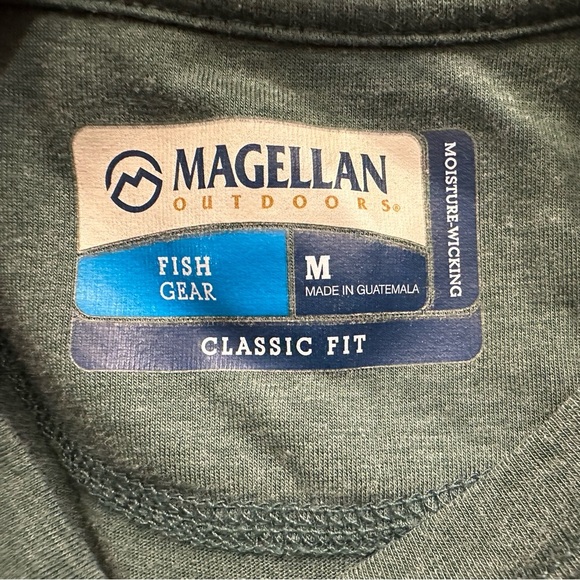 MAGELLAN
OUTDOORS®
MOISTURE-WICKING
FISH
GEAR
M
MADE IN GUATEMALA
CLASSIC FIT